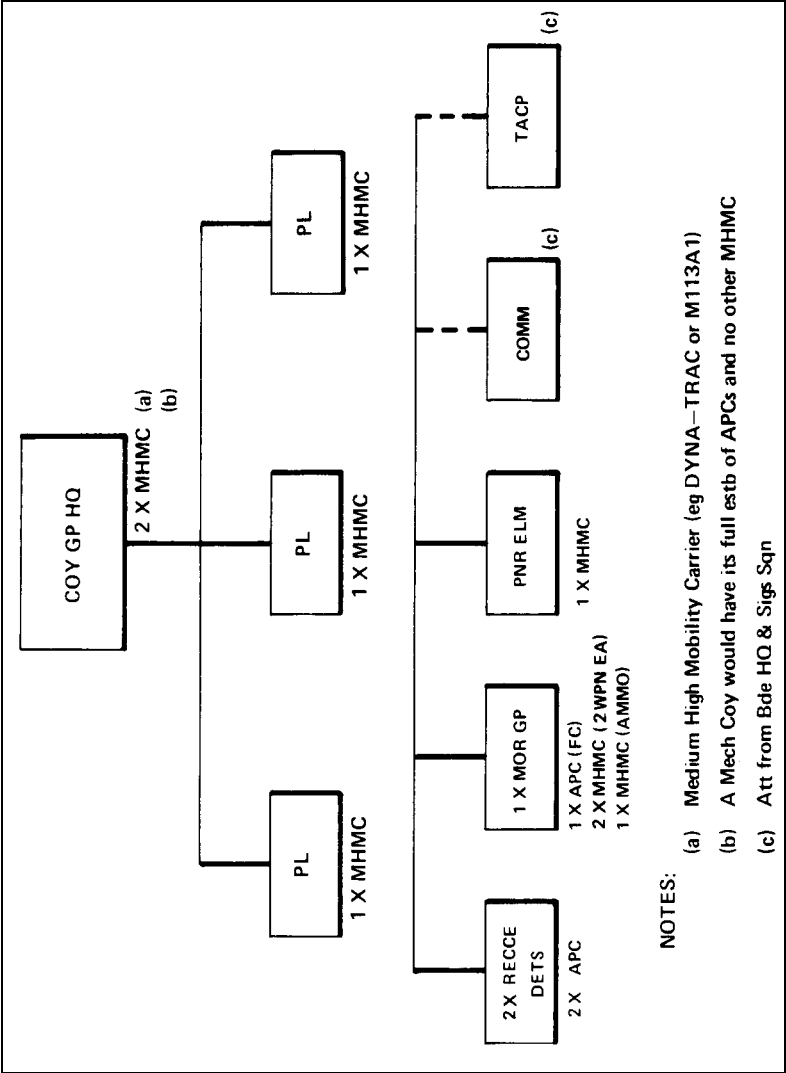 COY GP HQ
2 X MHMC (a)
(b)
PL
1 X MHMC
PL
1 X MHMC
PL
1 X MHMC
2X RECCE
DETS
2X APC
1 X MOR GP
1 X APC (FC)
2 X MHMC (2 WPN EA)
1 X MHMC (AMMO)
PNR ELM
1 X MHMC
COMM
(c)
TACP
(c)
NOTES:
(a) Medium High Mobility Carrier (eg DYNA–TRAC or M113A1)
(b) A Mech Coy would have its full estb of APCs and no other MHMC
(c) Att from Bde HQ & Sigs Sqn